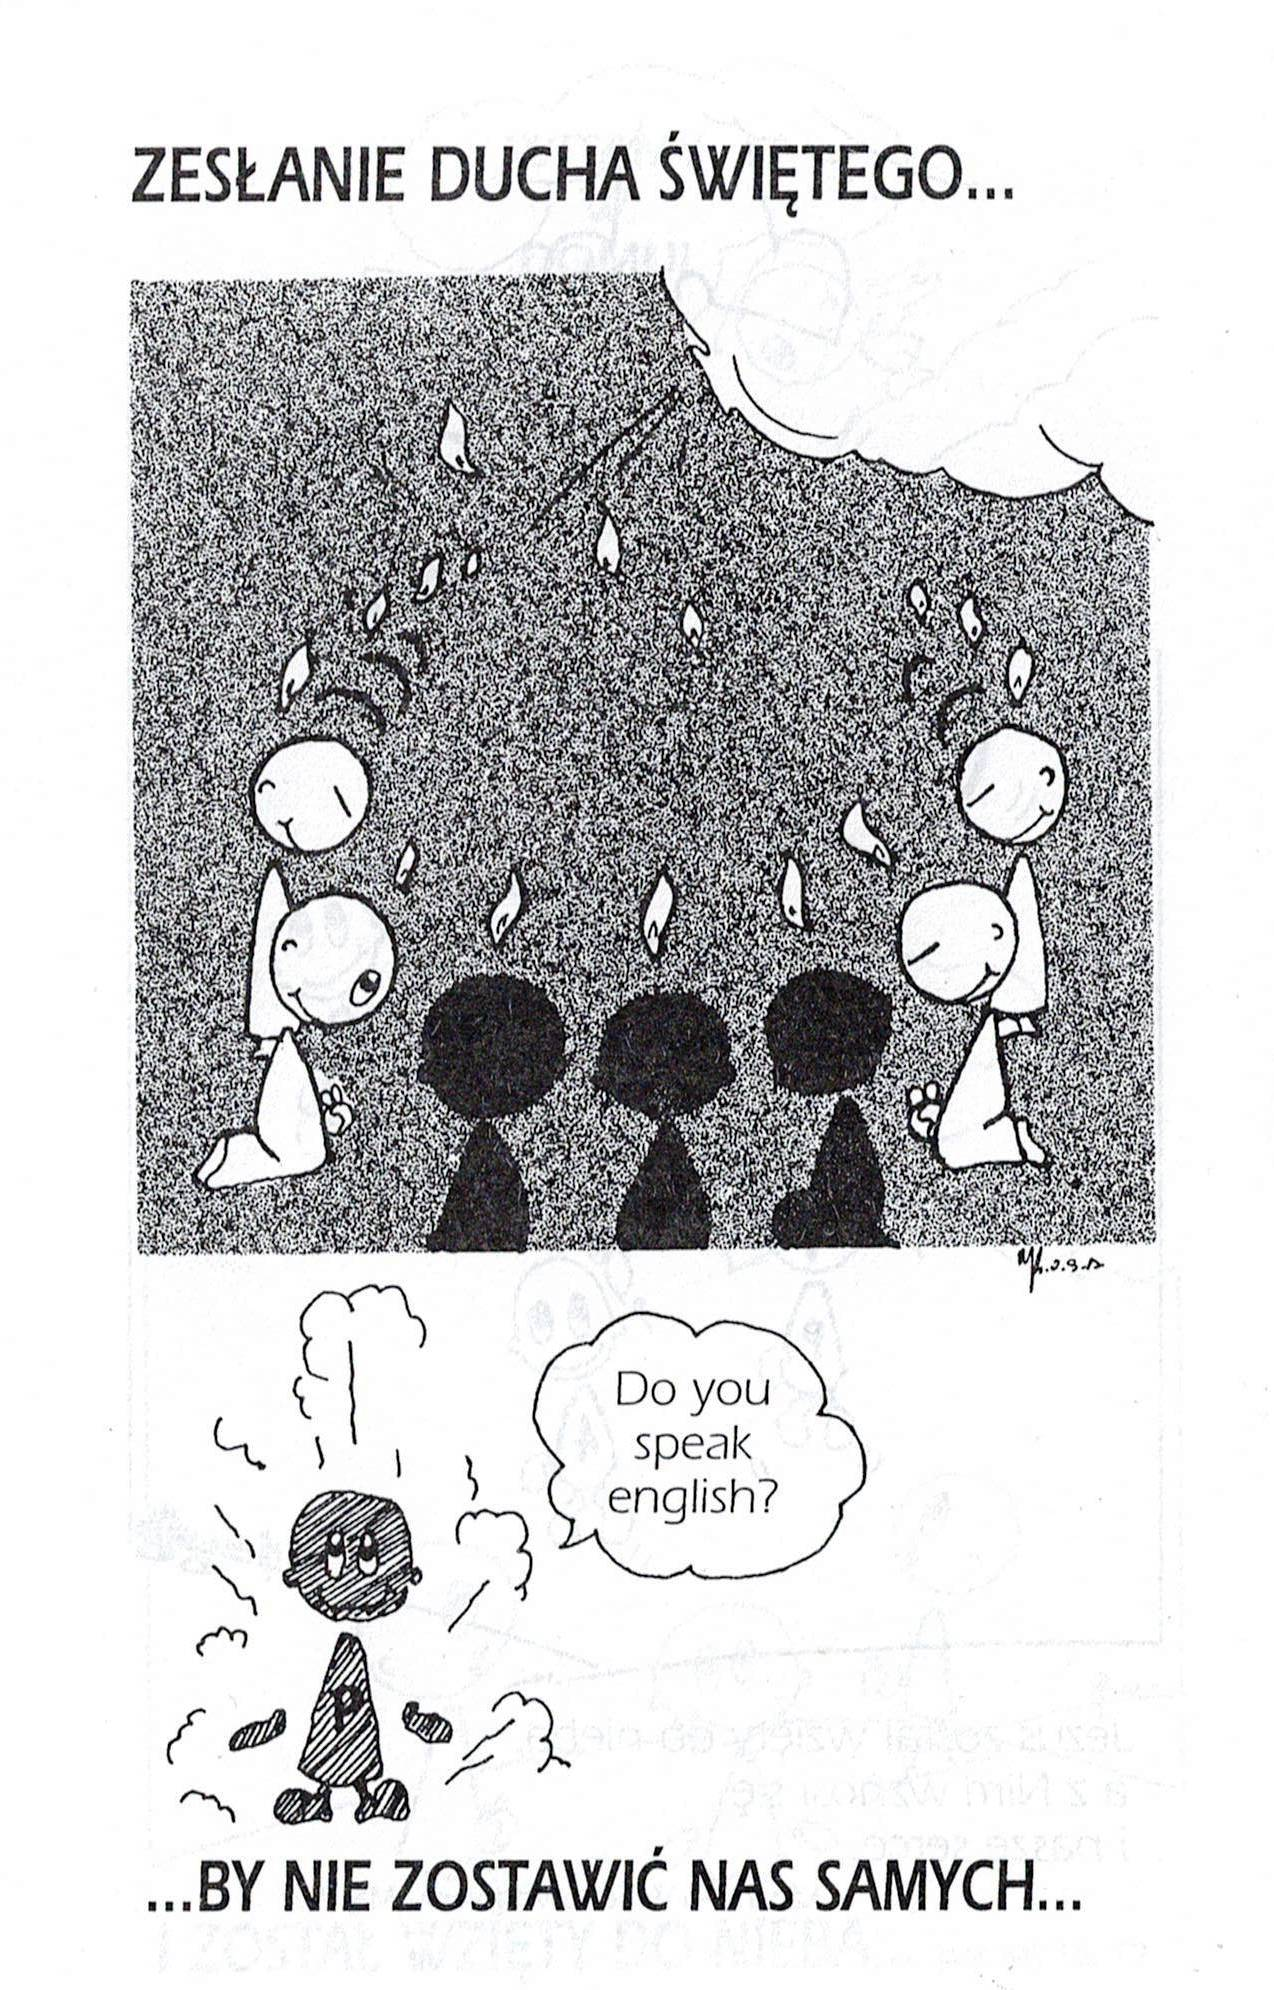 ZESŁANIE DUCHA ŚWIĘTEGO...
Do you
speak
english?
P
...BY NIE ZOSTAWIĆ NAS SAMYCH...